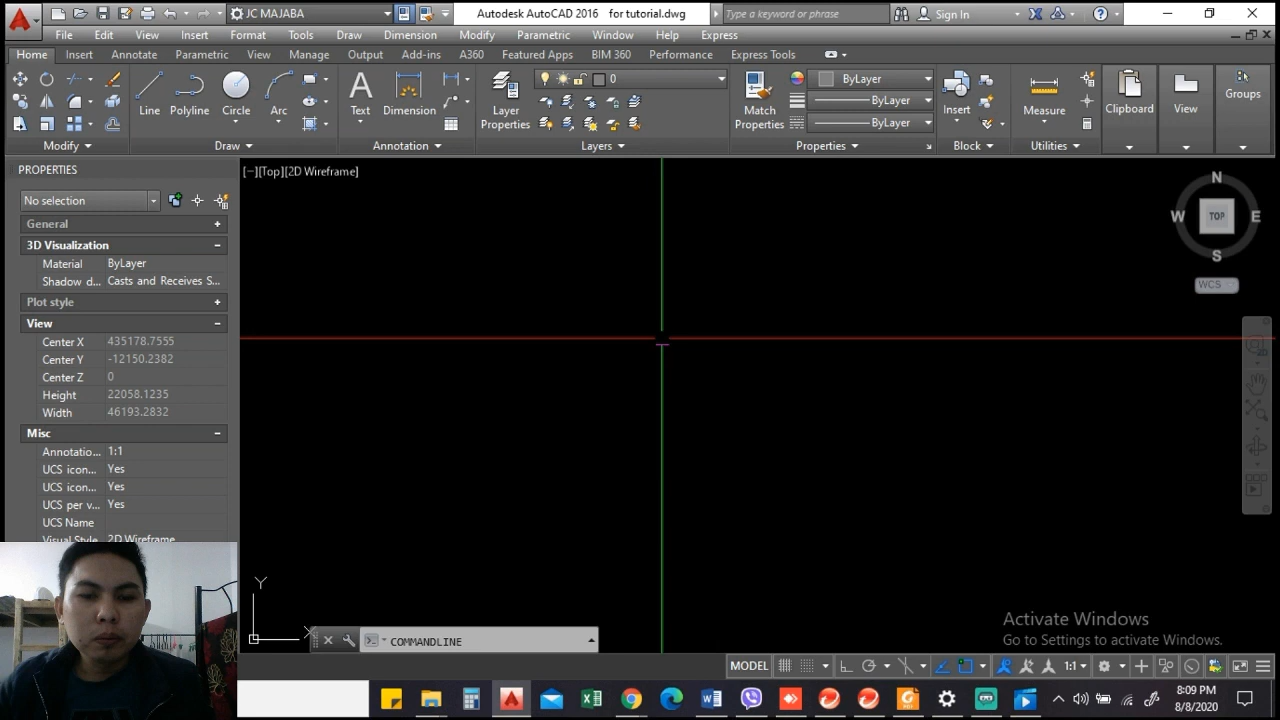 JC MAJABA
Autodesk AutoCAD 2016 for tutorial.dwg
Type a keyword or phrase
Sign In
File Edit View Insert Format Tools Draw Dimension Modify Parametric Window Help Express
Home Insert Annotate Parametric View Manage Output Add-ins A360 Featured Apps BIM 360 Performance Express Tools
0
ByLayer
ByLayer
ByLayer
Line Polyline Circle Arc
A
Text Dimension
Layer
Properties
Match
Properties
Insert
Measure
Clipboard
View
Groups
Modify
Draw
Annotation
Layers
Properties
Block
Utilities
PROPERTIES
No selection
General
3D Visualization
Material ByLayer
Shadow d... Casts and Receives S...
Plot style
View
Center X 435178.7555
Center Y -12150.2382
Center Z 0
Height 22058.1235
Width 46193.2832
Misc
Annotatio... 1:1
UCS icon... Yes
UCS icon... Yes
UCS per v... Yes
UCS Name
Visual Style 2D Wireframe
[−][Top][2D Wireframe]
N
W TOP E
S
WCS
Y
X
COMMANDLINE
Activate Windows
Go to Settings to activate Windows.
MODEL
1:1
8:09 PM
8/8/2020